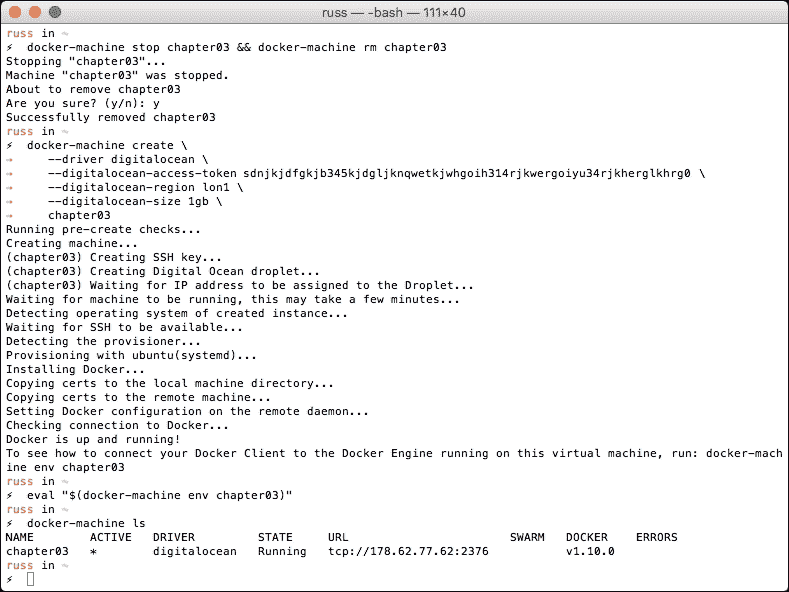 russ — -bash — 111×40
russ in ~
⚡ docker-machine stop chapter03 && docker-machine rm chapter03
Stopping "chapter03"...
Machine "chapter03" was stopped.
About to remove chapter03
Are you sure? (y/n): y
Successfully removed chapter03
russ in ~
⚡ docker-machine create \
→ --driver digitalocean \
→ --digitalocean-access-token sdnjkjdfgkjb345kjdgljknqwetkjwhgoih314rjkwergoiyu34rjkherglkhrg0 \
→ --digitalocean-region lon1 \
→ --digitalocean-size 1gb \
→ chapter03
Running pre-create checks...
Creating machine...
(chapter03) Creating SSH key...
(chapter03) Creating Digital Ocean droplet...
(chapter03) Waiting for IP address to be assigned to the Droplet...
Waiting for machine to be running, this may take a few minutes...
Detecting operating system of created instance...
Waiting for SSH to be available...
Detecting the provisioner...
Provisioning with ubuntu(systemd)...
Installing Docker...
Copying certs to the local machine directory...
Copying certs to the remote machine...
Setting Docker configuration on the remote daemon...
Checking connection to Docker...
Docker is up and running!
To see how to connect your Docker Client to the Docker Engine running on this virtual machine, run: docker-mach
ine env chapter03
russ in ~
⚡ eval "$(docker-machine env chapter03)"
russ in ~
⚡ docker-machine ls
NAME ACTIVE DRIVER STATE URL SWARM DOCKER ERRORS
chapter03 * digitalocean Running tcp://178.62.77.62:2376 v1.10.0
russ in ~
⚡